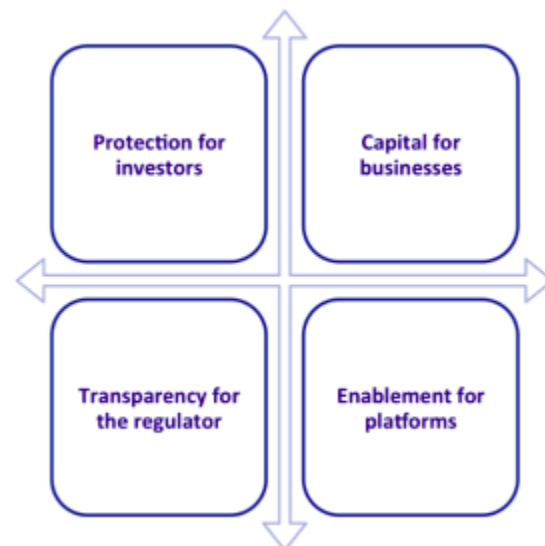 Protection for
investors
Capital for
businesses
Transparency for
the regulator
Enablement for
platforms